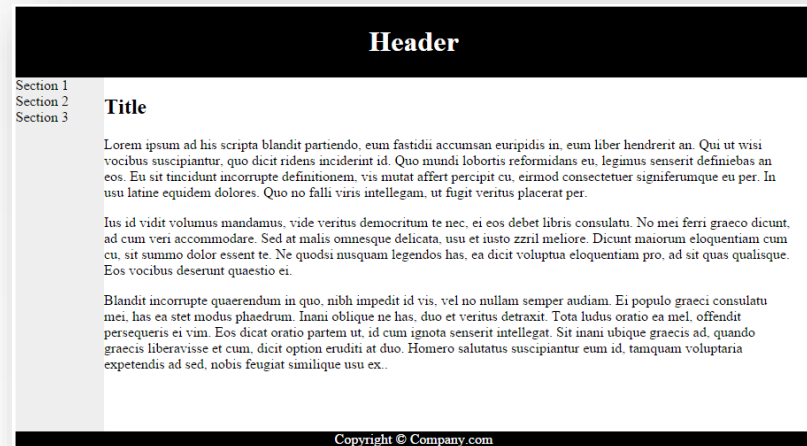 Header
Section 1
Section 2
Section 3
Title
Lorem ipsum ad his scripta blandit partiendo, eum fastidii accumsan euripidis in, eum liber hendrerit an. Qui ut wisi
vocibus suscipiantur, quo dicit ridens inciderint id. Quo mundi lobortis reformidans eu, legimus senserit definiebas an
eos. Eu sit tincidunt incorrupte definitionem, vis mutat affert percipit cu, eirmod consectetuer signiferumque eu per. In
usu latine equidem dolores. Quo no falli viris intellegam, ut fugit veritus placerat per.
Ius id vidit volumus mandamus, vide veritus democritum te nec, ei eos debet libris consulatu. No mei ferri graeco dicunt,
ad cum veri accommodare. Sed at malis omnesque delicata, usu et iusto zzril meliore. Dicunt maiorum eloquentiam cum
cu, sit summo dolor essent te. Ne quodsi nusquam legendos has, ea dicit voluptua eloquentiam pro, ad sit quas qualisque.
Eos vocibus deserunt quaestio ei.
Blandit incorrupte quaerendum in quo, nibh impedit id vis, vel no nullam semper audiam. Ei populo graeci consulatu
mei, has ea stet modus phaedrum. Inani oblique ne has, duo et veritus detraxit. Tota ludus oratio ea mel, offendit
persequeris ei vim. Eos dicat oratio partem ut, id cum ignota senserit intellegat. Sit inani ubique graecis ad, quando
graecis liberavisse et cum, dicit option eruditi at duo. Homero salutatus suscipiantur eum id, tamquam voluptaria
expetendis ad sed, nobis feugiat similique usu ex..
Copyright © Company.com